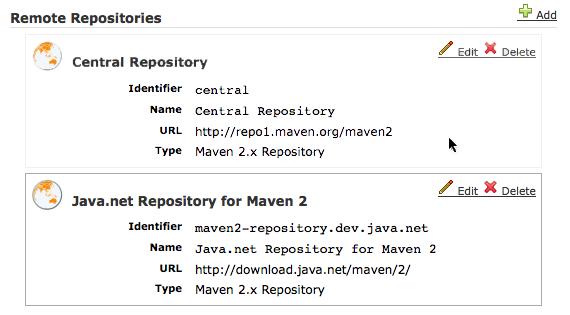 Remote Repositories
Add
Central Repository
Edit Delete
Identifier central
Name Central Repository
URL http://repo1.maven.org/maven2
Type Maven 2.x Repository
Java.net Repository for Maven 2
Edit Delete
Identifier maven2-repository.dev.java.net
Name Java.net Repository for Maven 2
URL http://download.java.net/maven/2/
Type Maven 2.x Repository